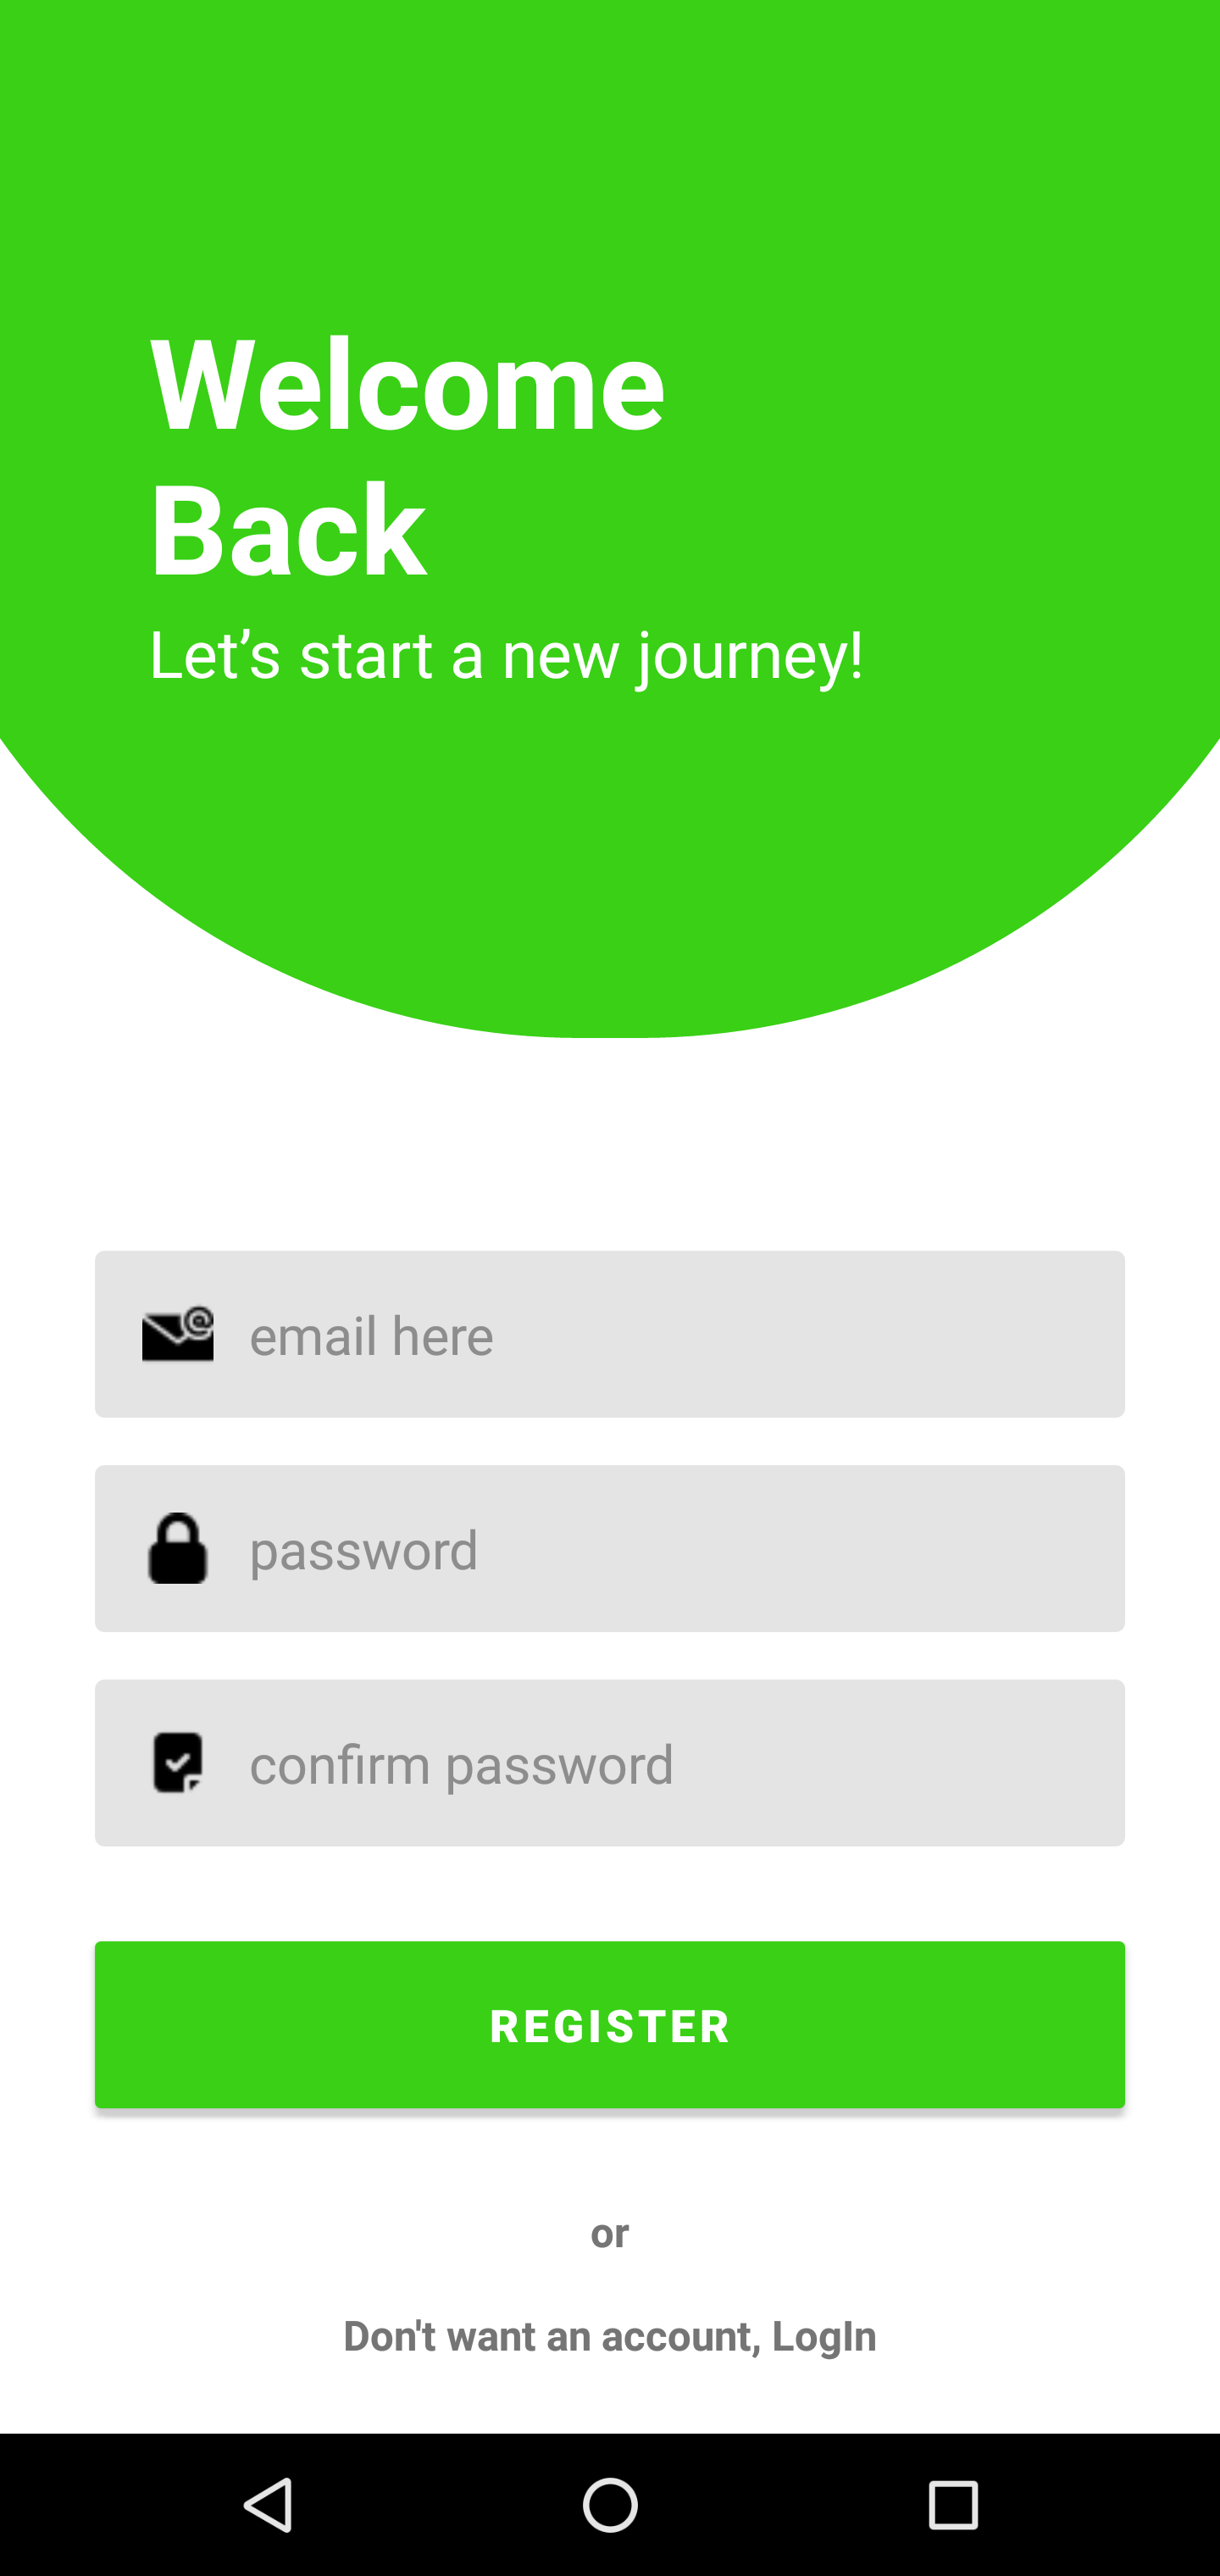 Welcome
Back
Let’s start a new journey!
email here
password
confirm password
REGISTER
or
Don't want an account, LogIn